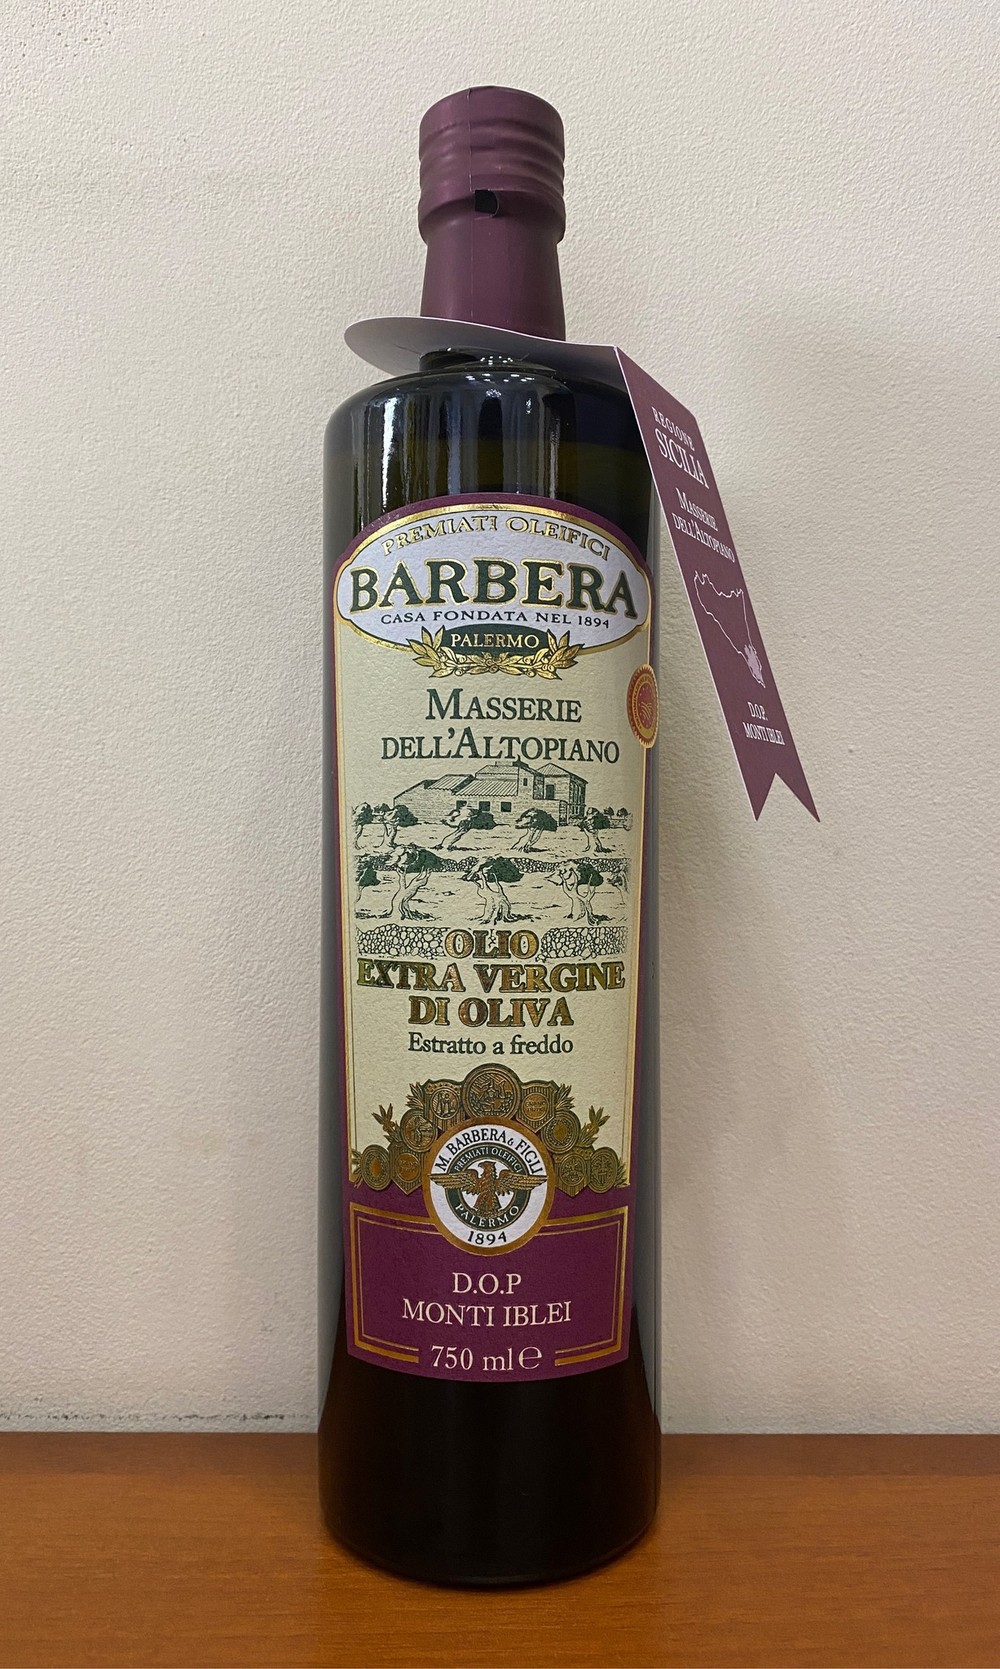 PREMIATI OLEIFICI
BARBERA
CASA FONDATA NEL 1894
PALERMO
MASSERIE
DELL'ALTOPIANO
OLIO
EXTRA VERGINE
DI OLIVA
Estratto a freddo
M. BARBERA & FIGLI
PREMIATI OLEIFICI
PALERMO
1894
D.O.P
MONTI IBLEI
750 ml ℮
REGIONE
SICILIA
MASSERIE
DELL'ALTOPIANO
D.O.P.
MONTI IBLEI